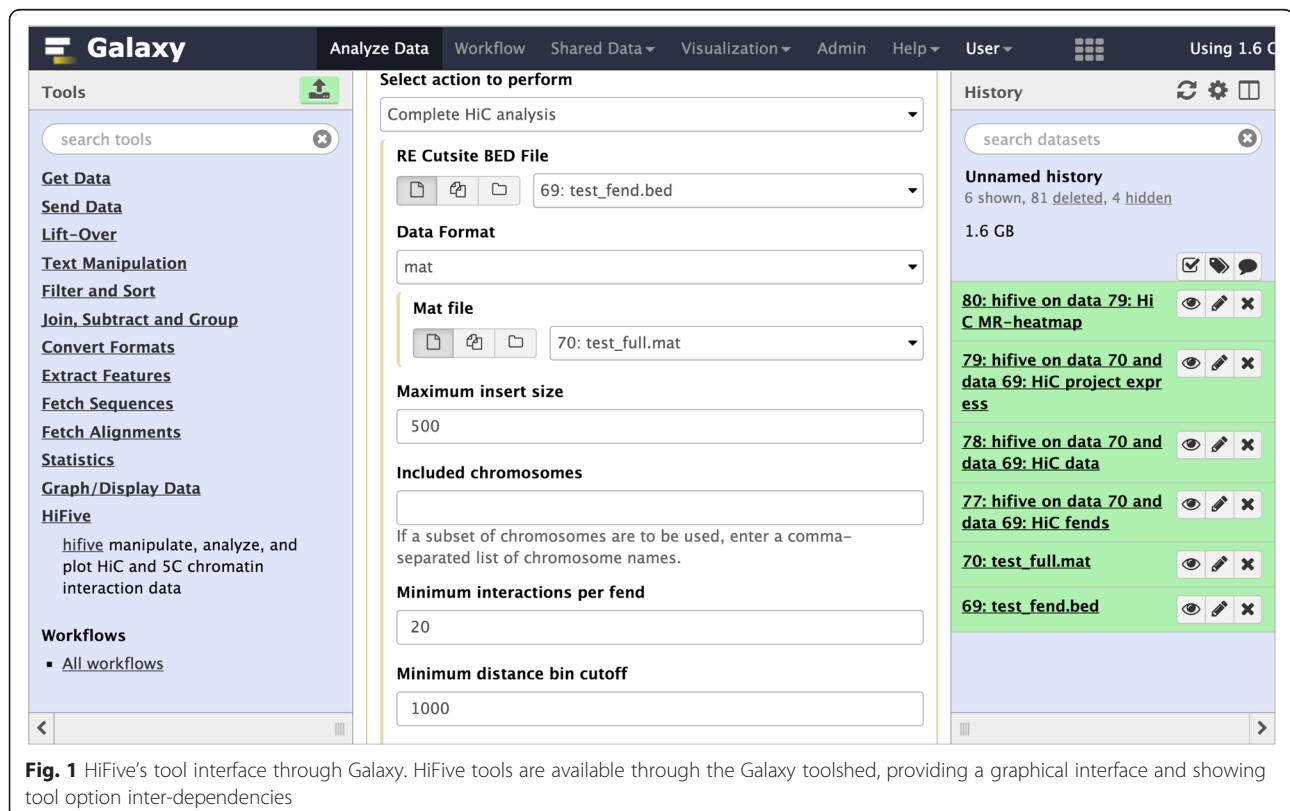 Galaxy
Analyze Data Workflow Shared Data Visualization Admin Help User Using 1.6 G
Tools
search tools
Get Data
Send Data
Lift-Over
Text Manipulation
Filter and Sort
Join, Subtract and Group
Convert Formats
Extract Features
Fetch Sequences
Fetch Alignments
Statistics
Graph/Display Data
HiFive
hifive manipulate, analyze, and
plot HiC and 5C chromatin
interaction data
Workflows
All workflows
Select action to perform
Complete HiC analysis
RE Cutsite BED File
69: test_fend.bed
Data Format
mat
Mat file
70: test_full.mat
Maximum insert size
500
Included chromosomes
If a subset of chromosomes are to be used, enter a comma-
separated list of chromosome names.
Minimum interactions per fend
20
Minimum distance bin cutoff
1000
History
search datasets
Unnamed history
6 shown, 81 deleted, 4 hidden
1.6 GB
80: hifive on data 79: Hi
C MR-heatmap
79: hifive on data 70 and
data 69: HiC project expr
ess
78: hifive on data 70 and
data 69: HiC data
77: hifive on data 70 and
data 69: HiC fends
70: test_full.mat
69: test_fend.bed
Fig. 1 HiFive's tool interface through Galaxy. HiFive tools are available through the Galaxy toolshed, providing a graphical interface and showing
tool option inter-dependencies